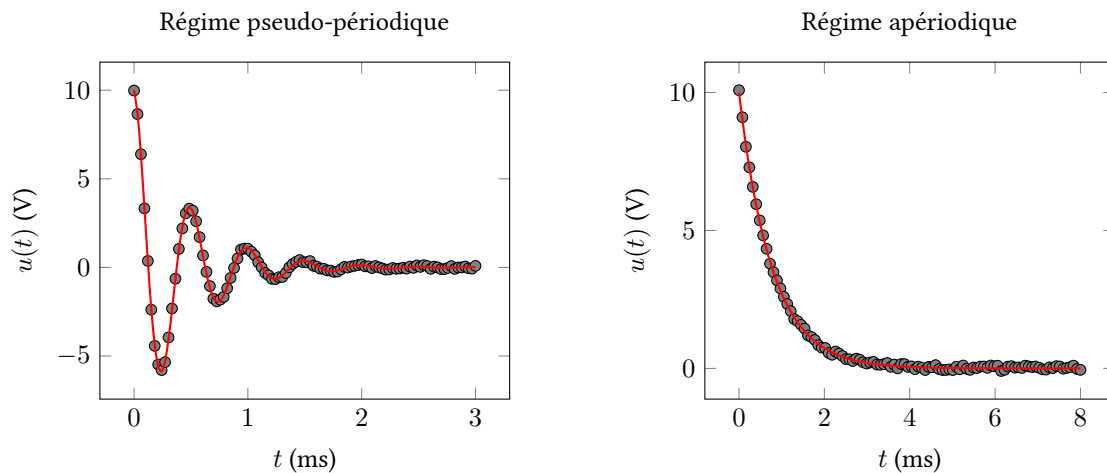 Régime pseudo-périodique
10
5
0
−5
u(t) (V)
0 1 2 3
t (ms)
Régime apériodique
10
5
0
u(t) (V)
0 2 4 6 8
t (ms)